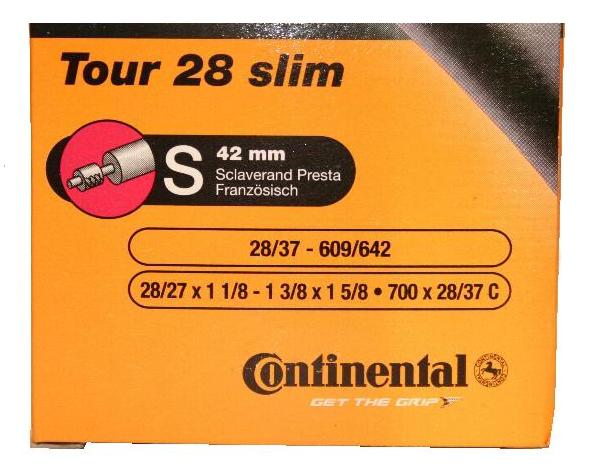 Tour 28 slim
S
42 mm
Sclaverand Presta
Französisch
28/37 - 609/642
28/27 x 1 1/8 - 1 3/8 x 1 5/8 • 700 x 28/37 C
Continental
GET THE GRIP